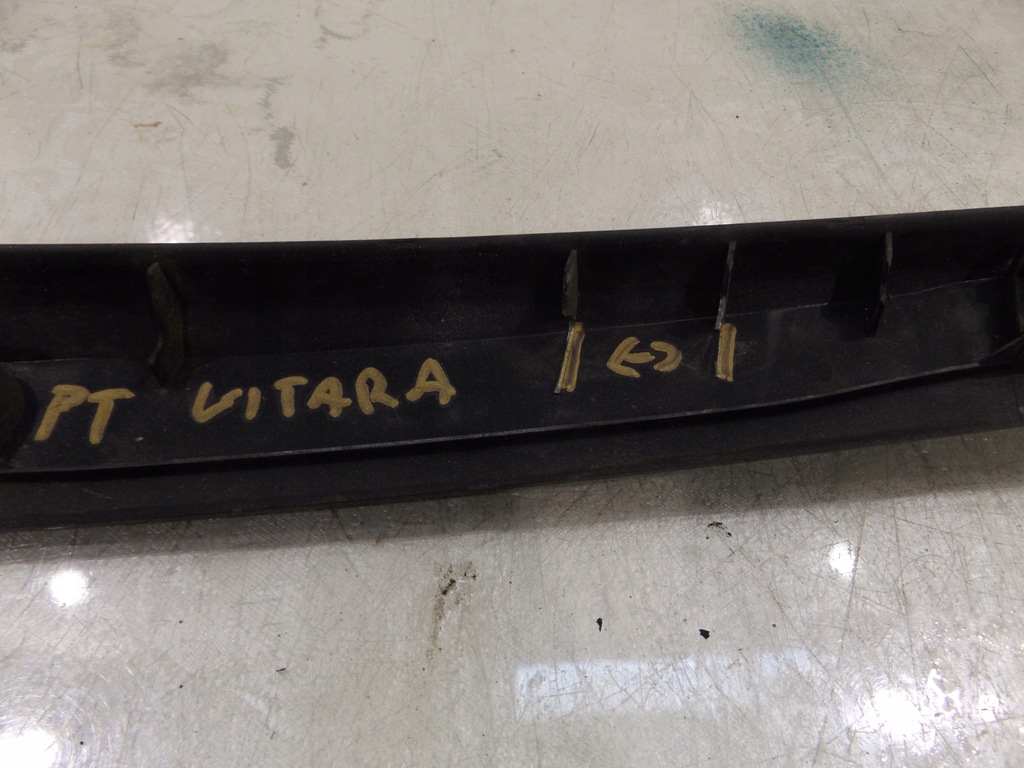 PT VITARA | <-> |